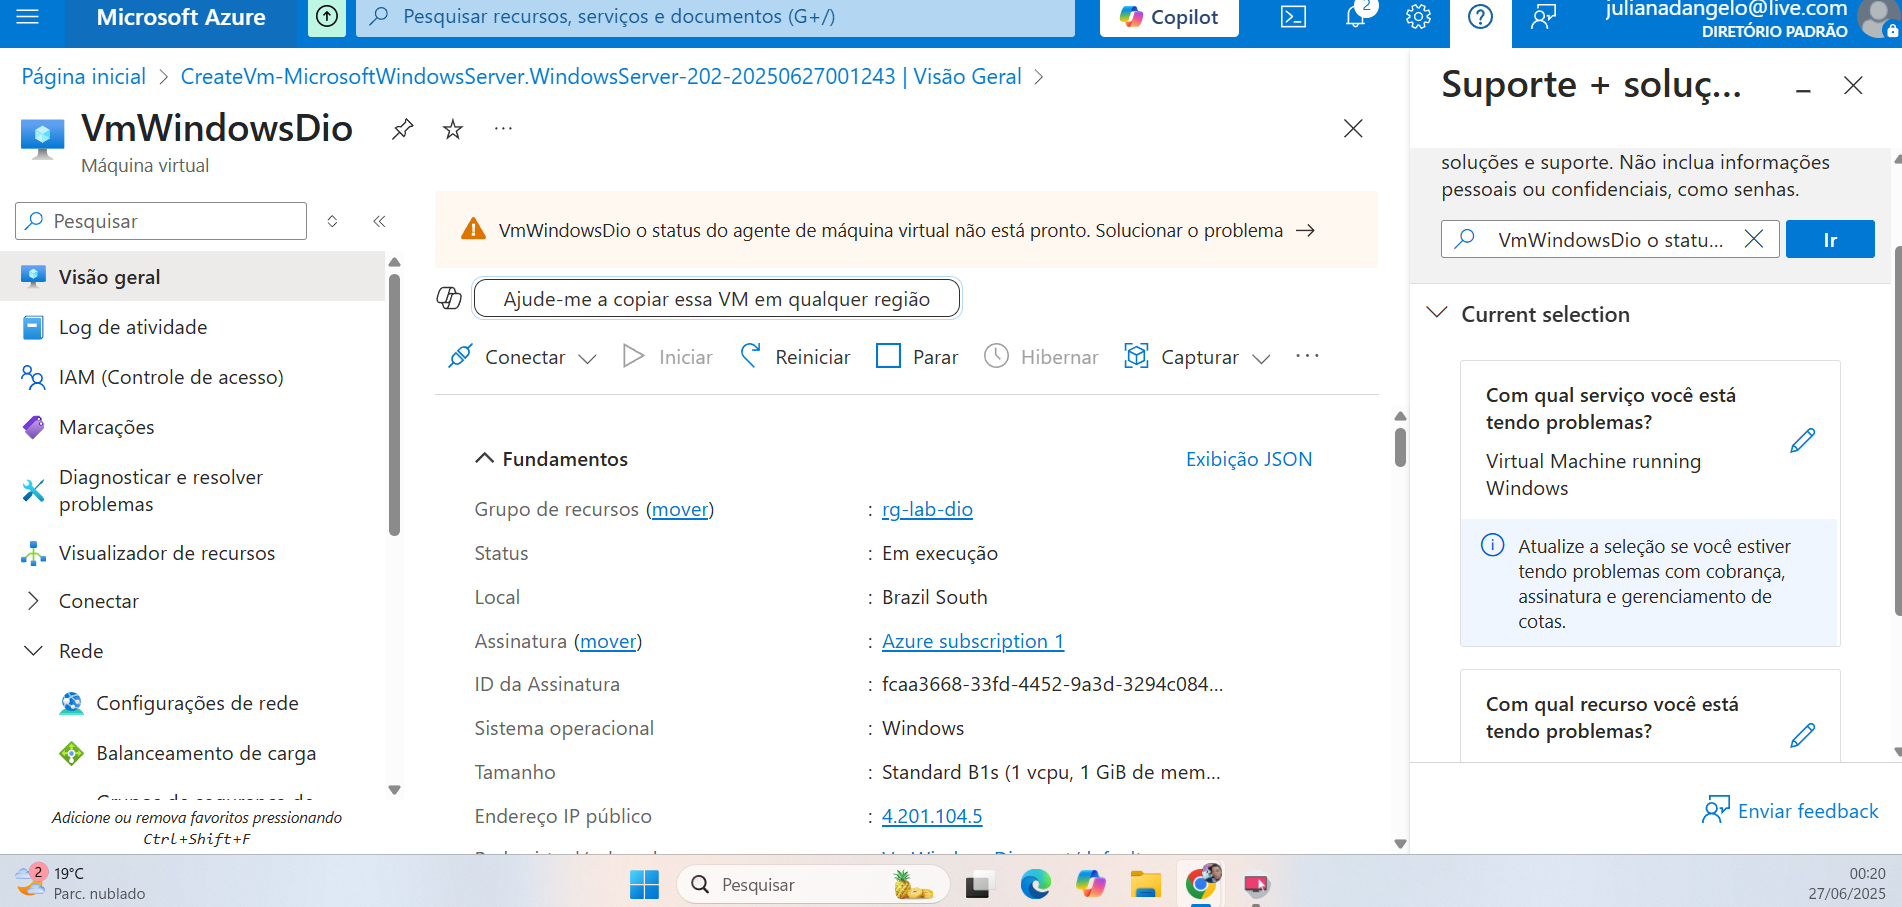 Microsoft Azure
Pesquisar recursos, serviços e documentos (G+/)
Copilot
2
julianadangelo@live.com
DIRETÓRIO PADRÃO
Página inicial > CreateVm-MicrosoftWindowsServer.WindowsServer-202-20250627001243 | Visão Geral >
VmWindowsDio
Máquina virtual
Pesquisar
Visão geral
Log de atividade
IAM (Controle de acesso)
Marcações
Diagnosticar e resolver
problemas
Visualizador de recursos
Conectar
Rede
Configurações de rede
Balanceamento de carga
Adicione ou remova favoritos pressionando
Ctrl+Shift+F
VmWindowsDio o status do agente de máquina virtual não está pronto. Solucionar o problema →
Ajude-me a copiar essa VM em qualquer região
Conectar
Iniciar
Reiniciar
Parar
Hibernar
Capturar
Fundamentos
Exibição JSON
Grupo de recursos (mover) : rg-lab-dio
Status : Em execução
Local : Brazil South
Assinatura (mover) : Azure subscription 1
ID da Assinatura : fcaa3668-33fd-4452-9a3d-3294c084...
Sistema operacional : Windows
Tamanho : Standard B1s (1 vcpu, 1 GiB de mem...
Endereço IP público : 4.201.104.5
Suporte + soluç...
soluções e suporte. Não inclua informações
pessoais ou confidenciais, como senhas.
VmWindowsDio o statu...
Ir
Current selection
Com qual serviço você está
tendo problemas?
Virtual Machine running
Windows
Atualize a seleção se você estiver
tendo problemas com cobrança,
assinatura e gerenciamento de
cotas.
Com qual recurso você está
tendo problemas?
Enviar feedback
2
19°C
Parc. nublado
Pesquisar
00:20
27/06/2025